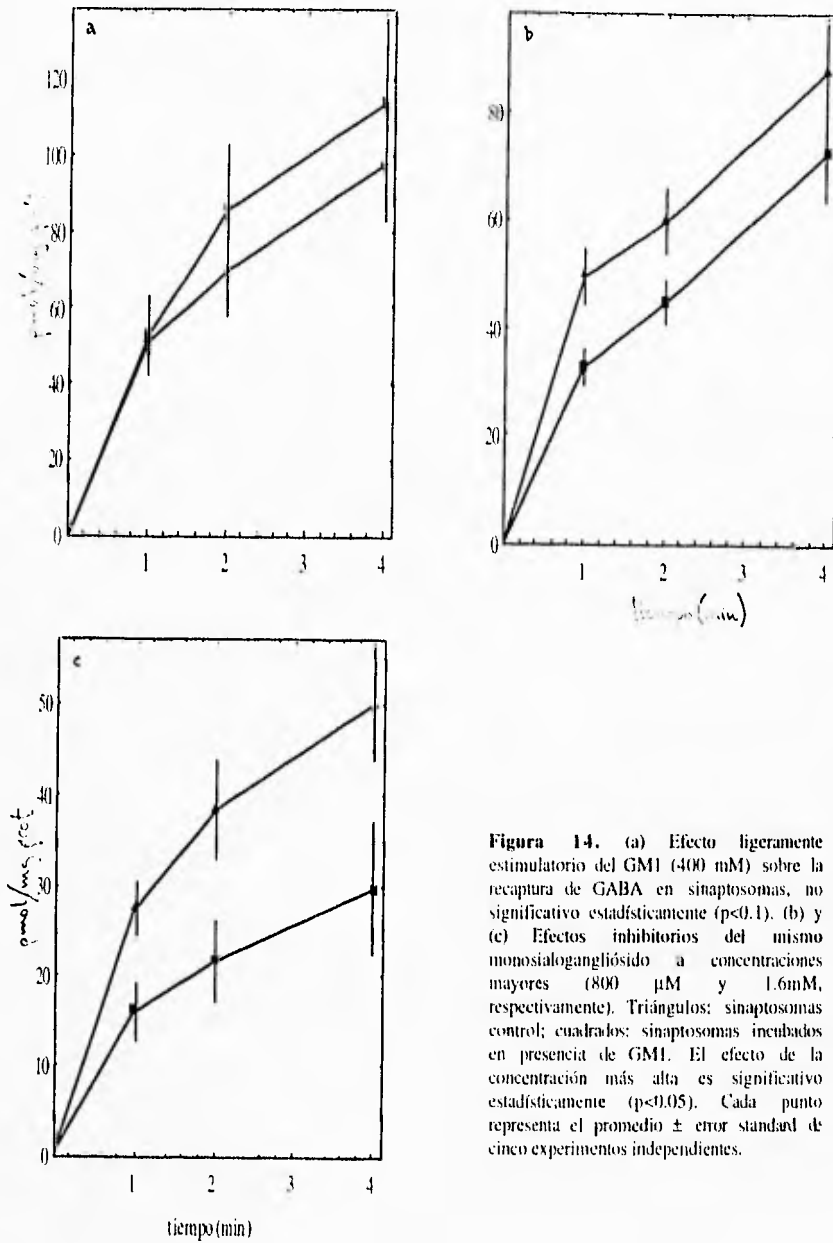 a
120
100
80
60
40
20
0
1 2 3 4
b
60
40
20
0
1 2 3 4
tiempo (min)
c
50
40
30
20
10
0
pmol/mg prot
1 2 3 4
tiempo (min)
Figura 14. (a) Efecto ligeramente
estimulatorio del GM1 (400 mM) sobre la
recaptura de GABA en sinaptosomas, no
significativo estadísticamente (p<0.1). (b) y
(c) Efectos inhibitorios del mismo
monosialogangliósido a concentraciones
mayores (800 µM y 1.6mM,
respectivamente). Triángulos: sinaptosomas
control; cuadrados: sinaptosomas incubados
en presencia de GM1. El efecto de la
concentración más alta es significativo
estadísticamente (p<0.05). Cada punto
representa el promedio ± error standard de
cinco experimentos independientes.